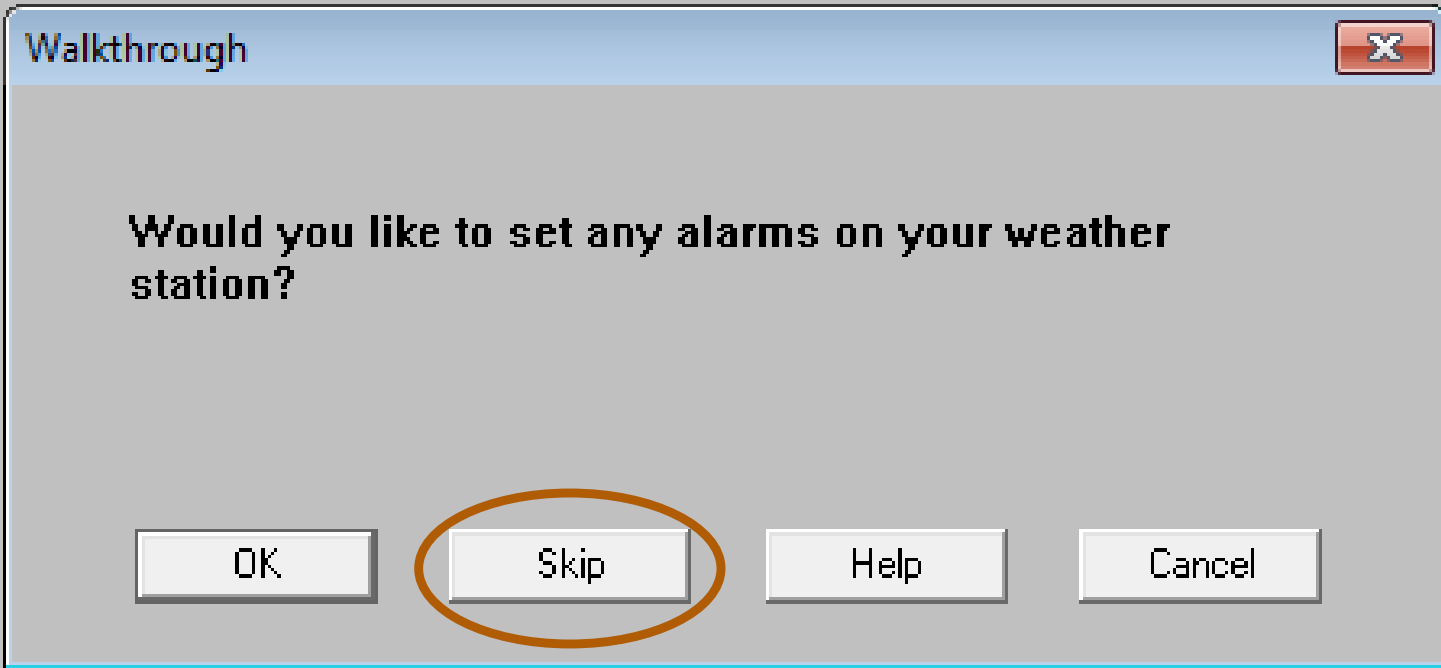 Walkthrough
Would you like to set any alarms on your weather
station?
OK Skip Help Cancel